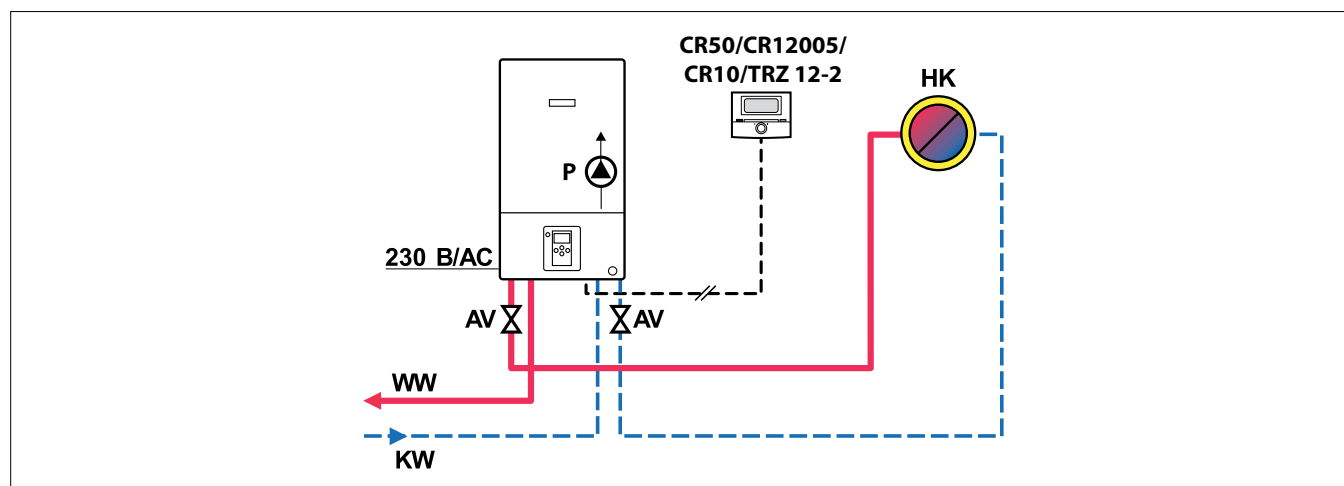 CR50/CR12005/
CR10/TRZ 12-2
HK
P
230 В/AC
AV
AV
WW
KW